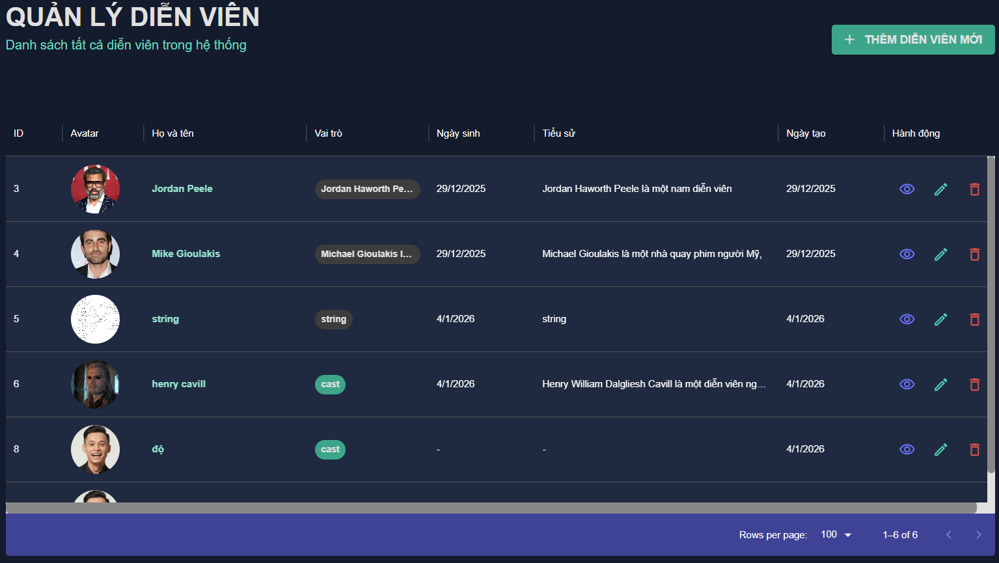 QUẢN LÝ DIỄN VIÊN
Danh sách tất cả diễn viên trong hệ thống
THÊM DIỄN VIÊN MỚI
ID Avatar Họ và tên Vai trò Ngày sinh Tiểu sử Ngày tạo Hành động
3 Jordan Peele Jordan Haworth Pe... 29/12/2025 Jordan Haworth Peele là một nam diễn viên 29/12/2025
4 Mike Gioulakis Michael Gioulakis l... 29/12/2025 Michael Gioulakis là một nhà quay phim người Mỹ, 29/12/2025
5 string string 4/1/2026 string 4/1/2026
6 henry cavill cast 4/1/2026 Henry William Dalgliesh Cavill là một diễn viên ng... 4/1/2026
8 độ cast - - 4/1/2026
Rows per page: 100 1–6 of 6